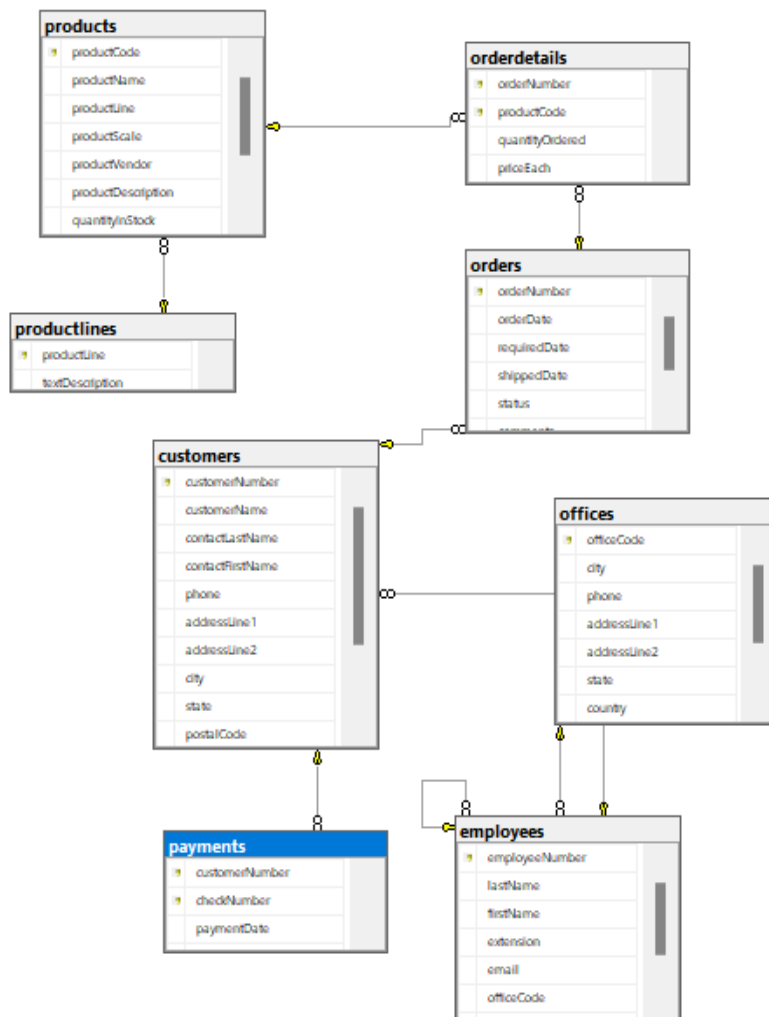 products
productCode
productName
productLine
productScale
productVendor
productDescription
quantityInStock
orderdetails
orderNumber
productCode
quantityOrdered
priceEach
productlines
productLine
textDescription
orders
orderNumber
orderDate
requiredDate
shippedDate
status
comments
customers
customerNumber
customerName
contactLastName
contactFirstName
phone
addressLine1
addressLine2
city
state
postalCode
offices
officeCode
city
phone
addressLine1
addressLine2
state
country
payments
customerNumber
checkNumber
paymentDate
employees
employeeNumber
lastName
firstName
extension
email
officeCode